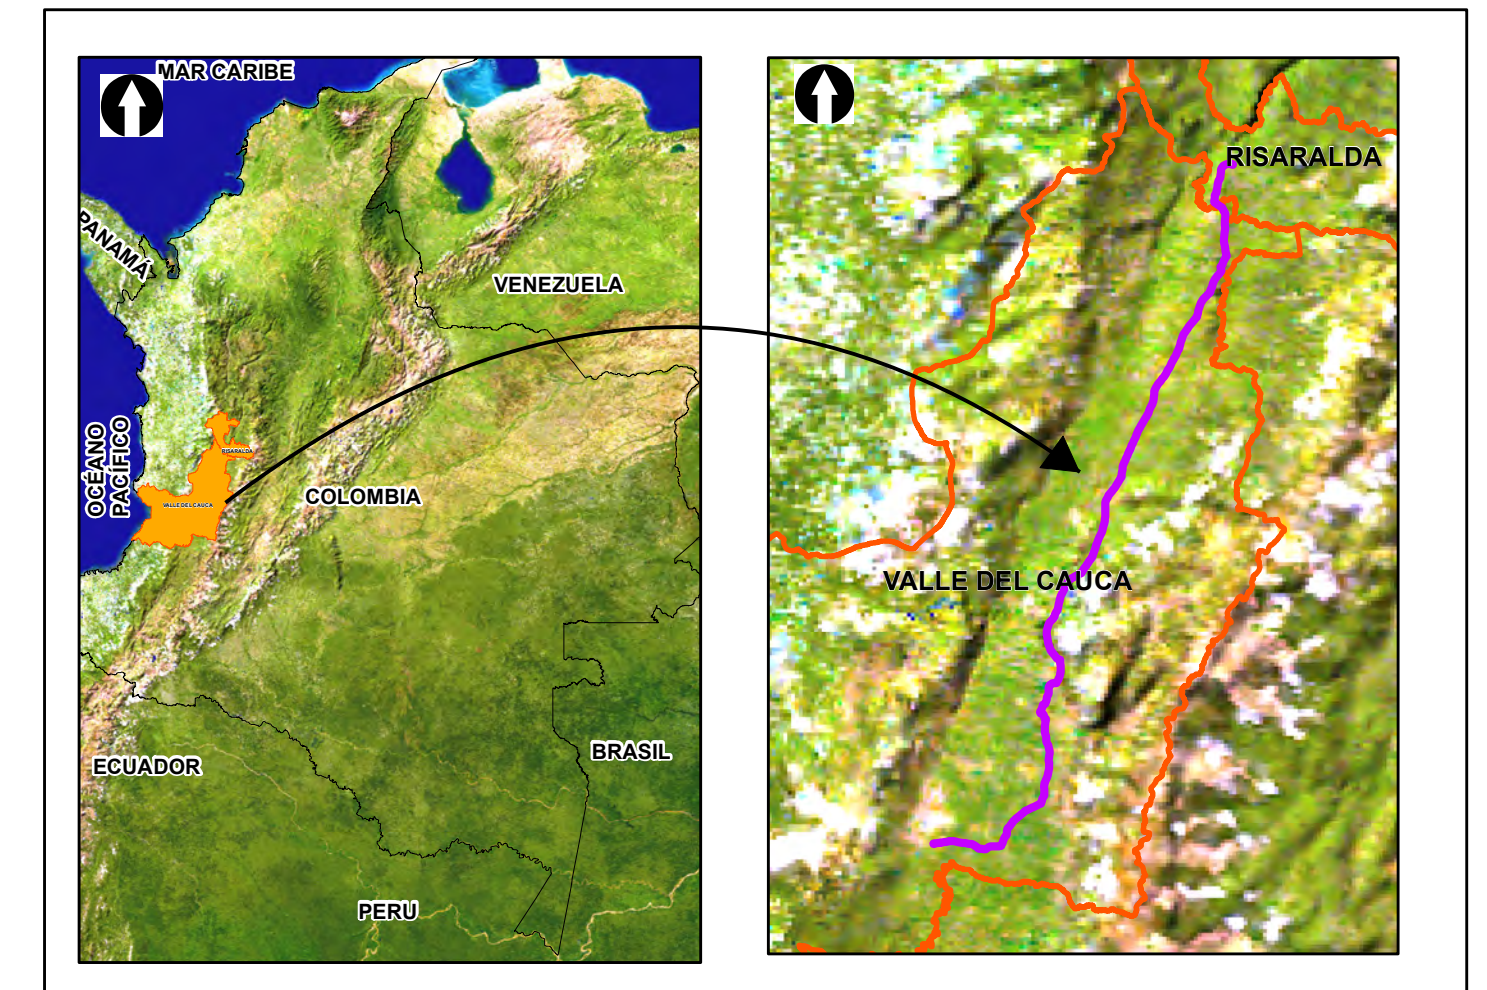 MAR CARIBE
PANAMÁ
VENEZUELA
OCÉANO
PACÍFICO
RISARALDA
COLOMBIA
VALLE DEL CAUCA
BRASIL
ECUADOR
PERU
RISARALDA
VALLE DEL CAUCA